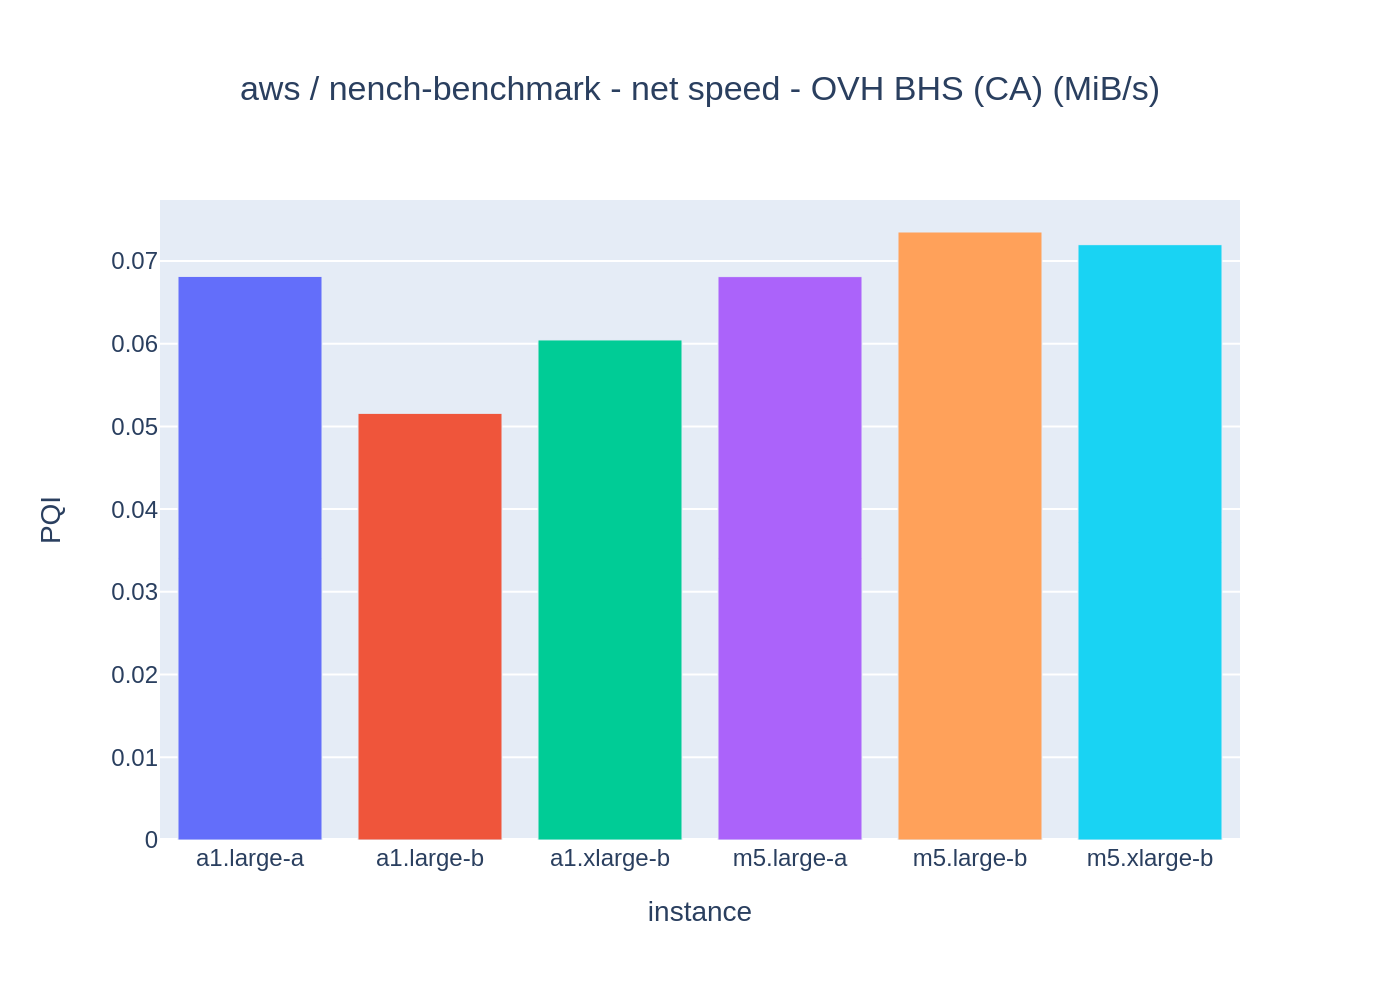 aws / nench-benchmark - net speed - OVH BHS (CA) (MiB/s)
PQI
0.07
0.06
0.05
0.04
0.03
0.02
0.01
0
a1.large-a a1.large-b a1.xlarge-b m5.large-a m5.large-b m5.xlarge-b
instance